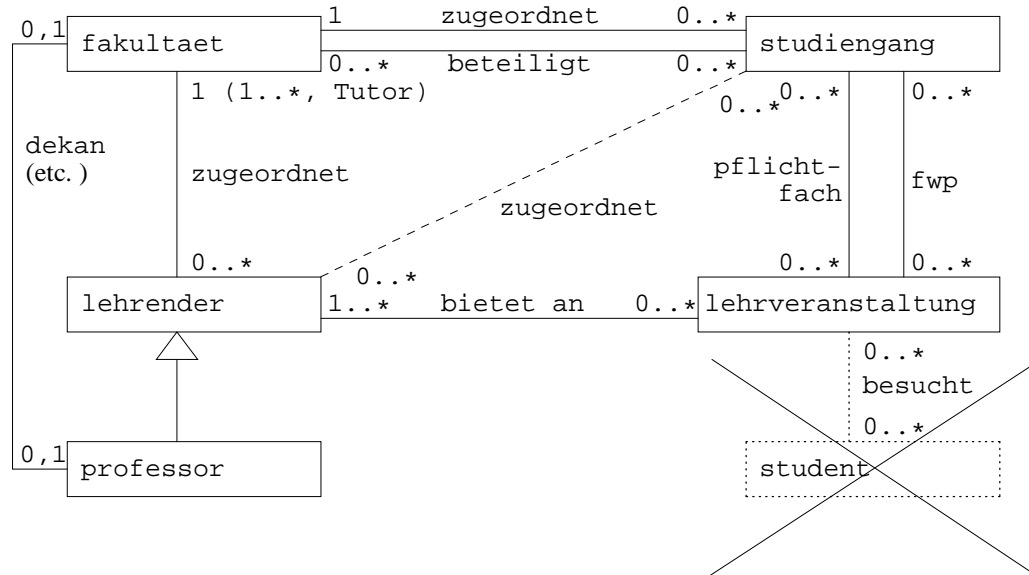 1 zugeordnet 0..*
0,1 fakultaet studiengang
0..* beteiligt 0..*
1 (1..*, Tutor) 0..* 0..* 0..*
dekan
(etc. )
zugeordnet
pflicht-
fach
fwp
zugeordnet
0..* 0..* 0..* 0..*
lehrender 1..* bietet an 0..* lehrveranstaltung
0..*
besucht
0..*
0,1 professor student